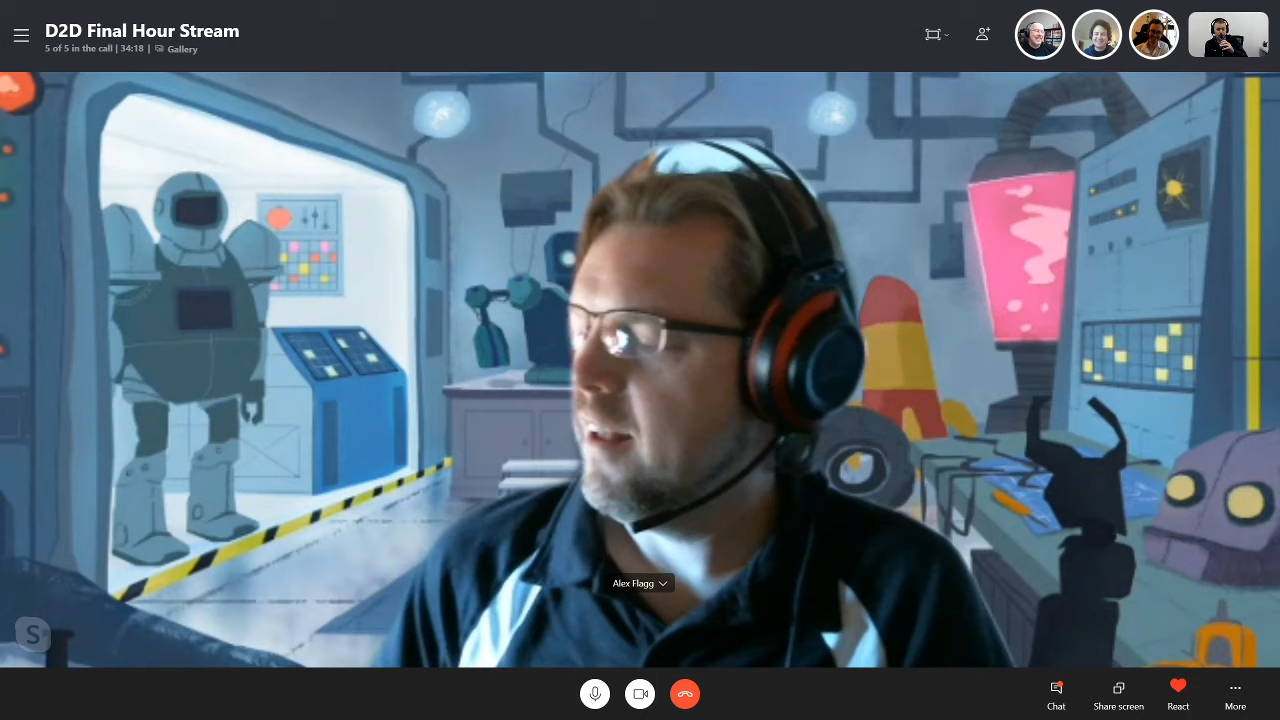 D2D Final Hour Stream
5 of 5 in the call | 34:18 | Gallery
Alex Flagg
S
Chat
Share screen
React
More